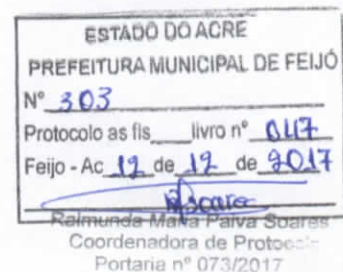 ESTADO DO ACRE
PREFEITURA MUNICIPAL DE FEIJÓ
Nº 303
Protocolo as fls____livro nº 017
Feijo - Ac 12 de 12 de 2017
Raimunda Maria Paiva Soares
Coordenadora de Protocolo
Portaria nº 073/2017